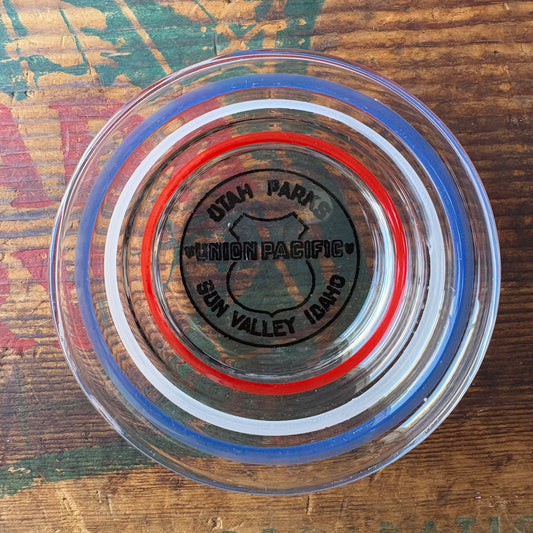 UTAH PARKS
UNION PACIFIC
SUN VALLEY IDAHO